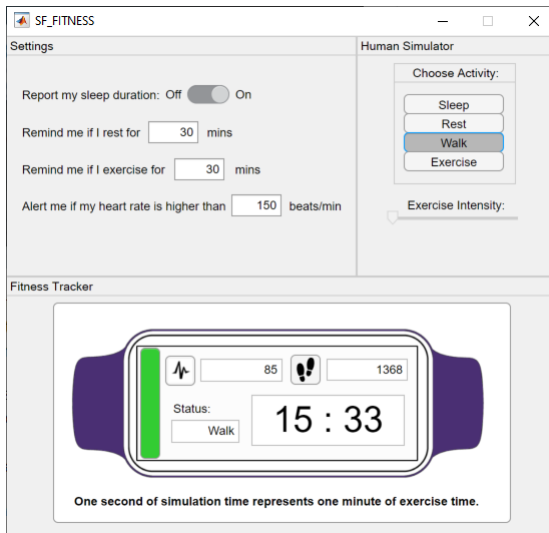 SF_FITNESS
Settings
Report my sleep duration: Off On
Remind me if I rest for 30 mins
Remind me if I exercise for 30 mins
Alert me if my heart rate is higher than 150 beats/min
Human Simulator
Choose Activity:
Sleep
Rest
Walk
Exercise
Exercise Intensity:
Fitness Tracker
85 1368
Status:
Walk
15 : 33
One second of simulation time represents one minute of exercise time.